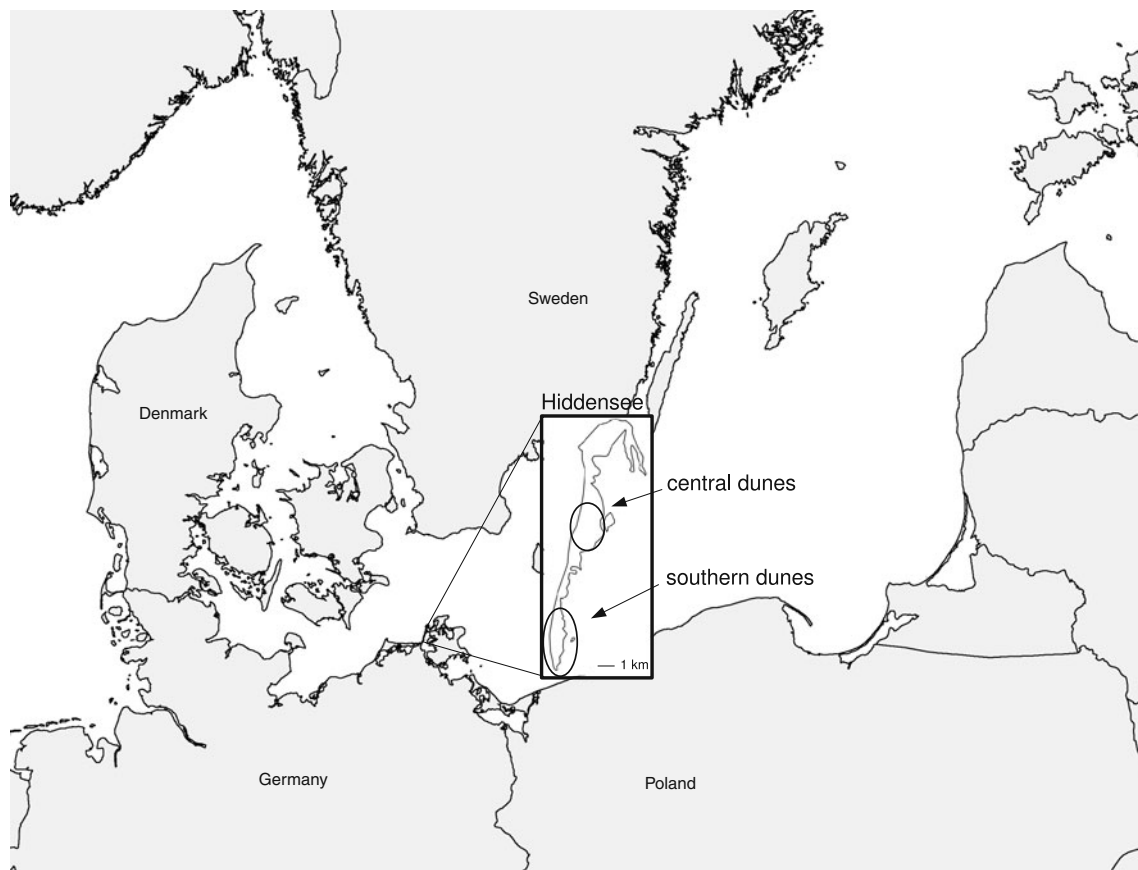 Sweden
Hiddensee
Denmark
central dunes
southern dunes
1 km
Germany
Poland